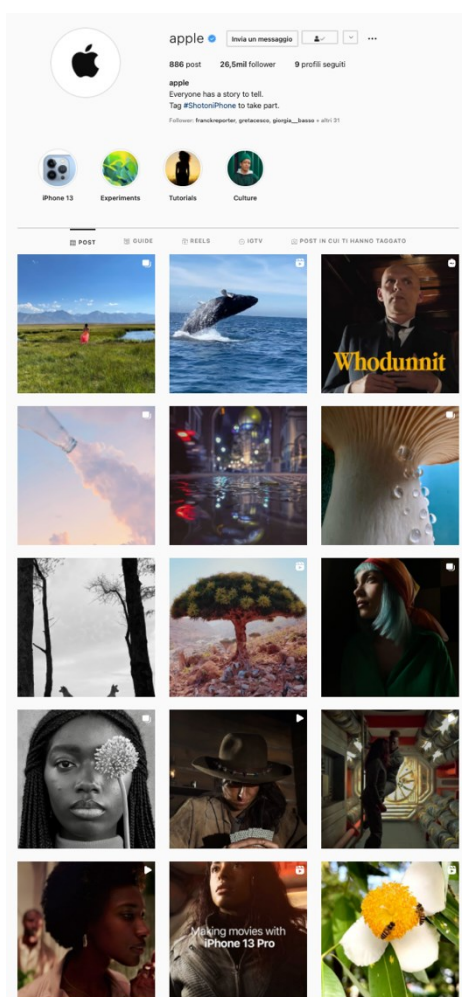 apple Invia un messaggio
886 post 26,5mil follower 9 profili seguiti
apple
Everyone has a story to tell.
Tag #ShotoniPhone to take part.
Follower: franckreporter, gretacosco, giorgia__basso + altri 31
iPhone 13 Experiments Tutorials Culture
POST GUIDE REELS IGTV POST IN CUI TI HANNO TAGGATO
Whodunnit
Making movies with
iPhone 13 Pro